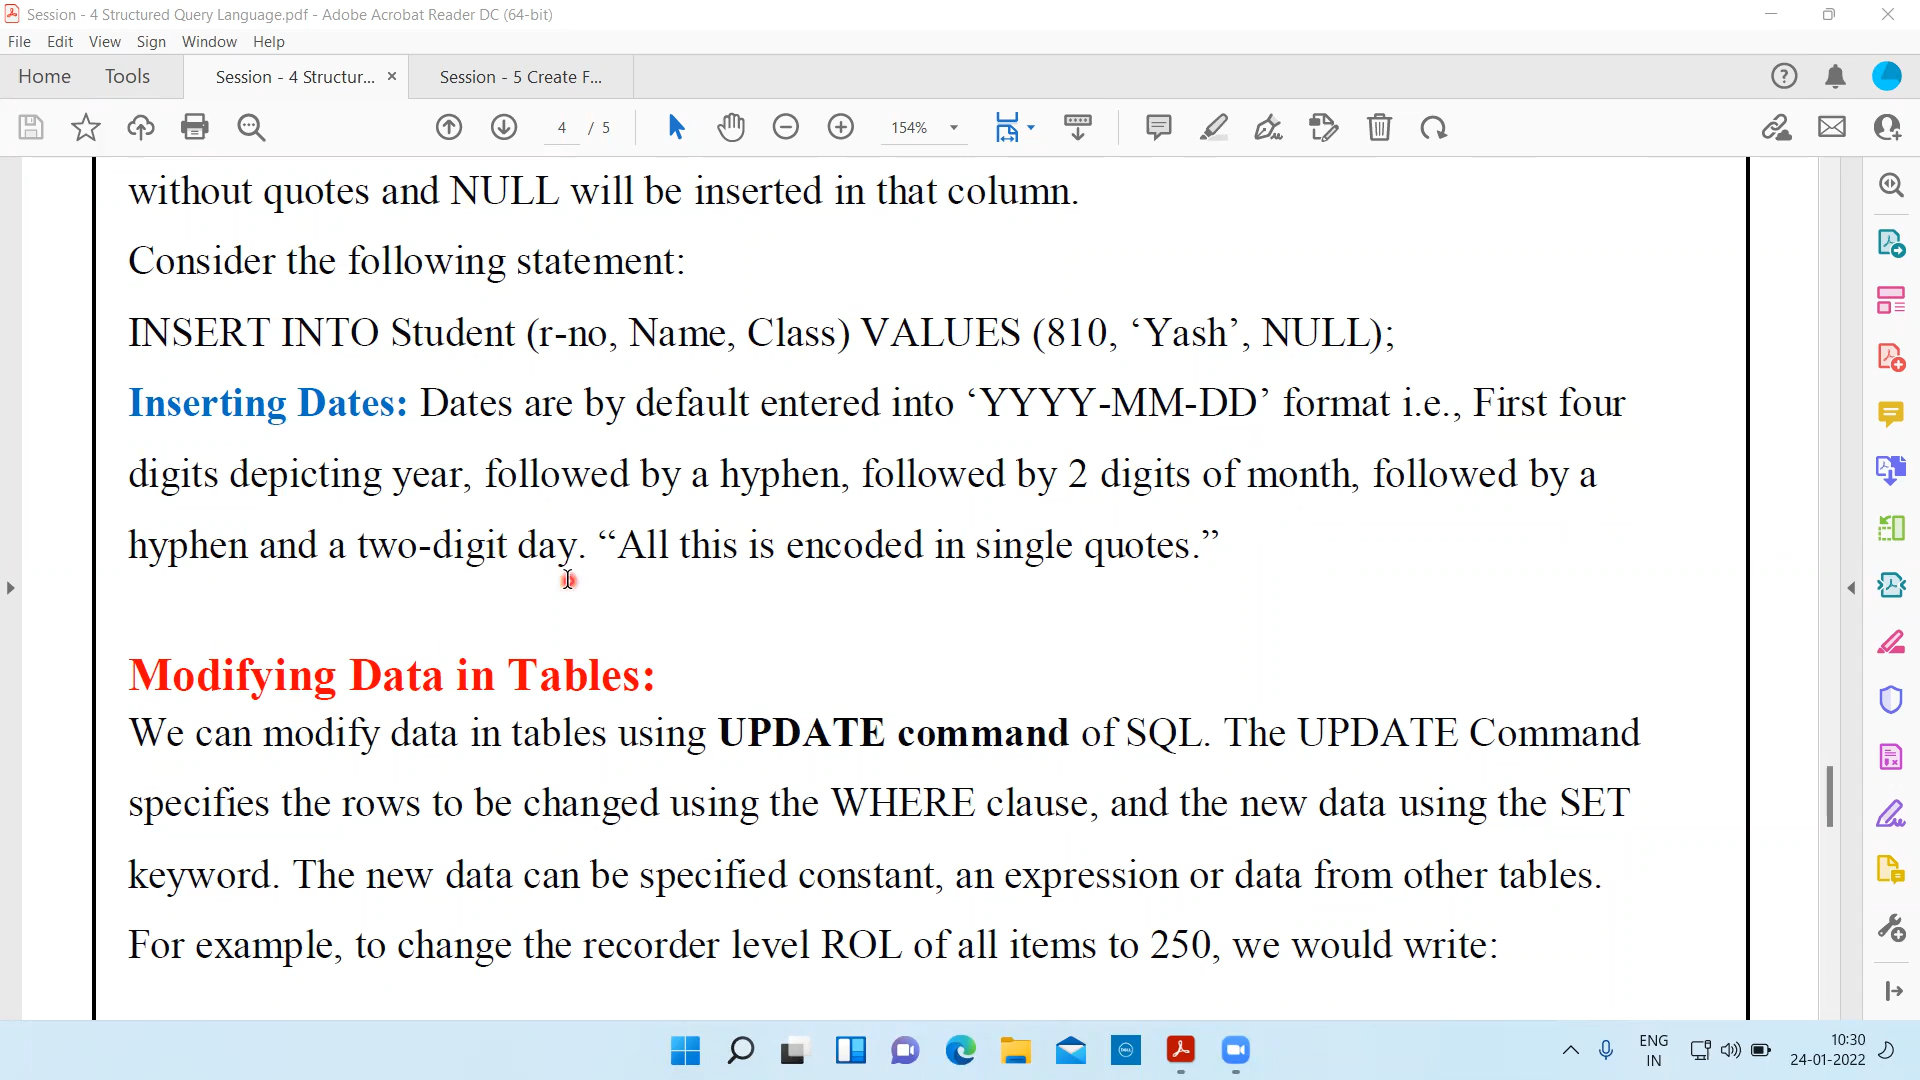 Session - 4 Structured Query Language.pdf - Adobe Acrobat Reader DC (64-bit)
File Edit View Sign Window Help
Home Tools Session - 4 Structur... × Session - 5 Create F...
4 / 5 154%
without quotes and NULL will be inserted in that column.
Consider the following statement:
INSERT INTO Student (r-no, Name, Class) VALUES (810, ‘Yash’, NULL);
Inserting Dates: Dates are by default entered into ‘YYYY-MM-DD’ format i.e., First four
digits depicting year, followed by a hyphen, followed by 2 digits of month, followed by a
hyphen and a two-digit day. “All this is encoded in single quotes.”
Modifying Data in Tables:
We can modify data in tables using UPDATE command of SQL. The UPDATE Command
specifies the rows to be changed using the WHERE clause, and the new data using the SET
keyword. The new data can be specified constant, an expression or data from other tables.
For example, to change the recorder level ROL of all items to 250, we would write:
ENG 10:30
IN 24-01-2022